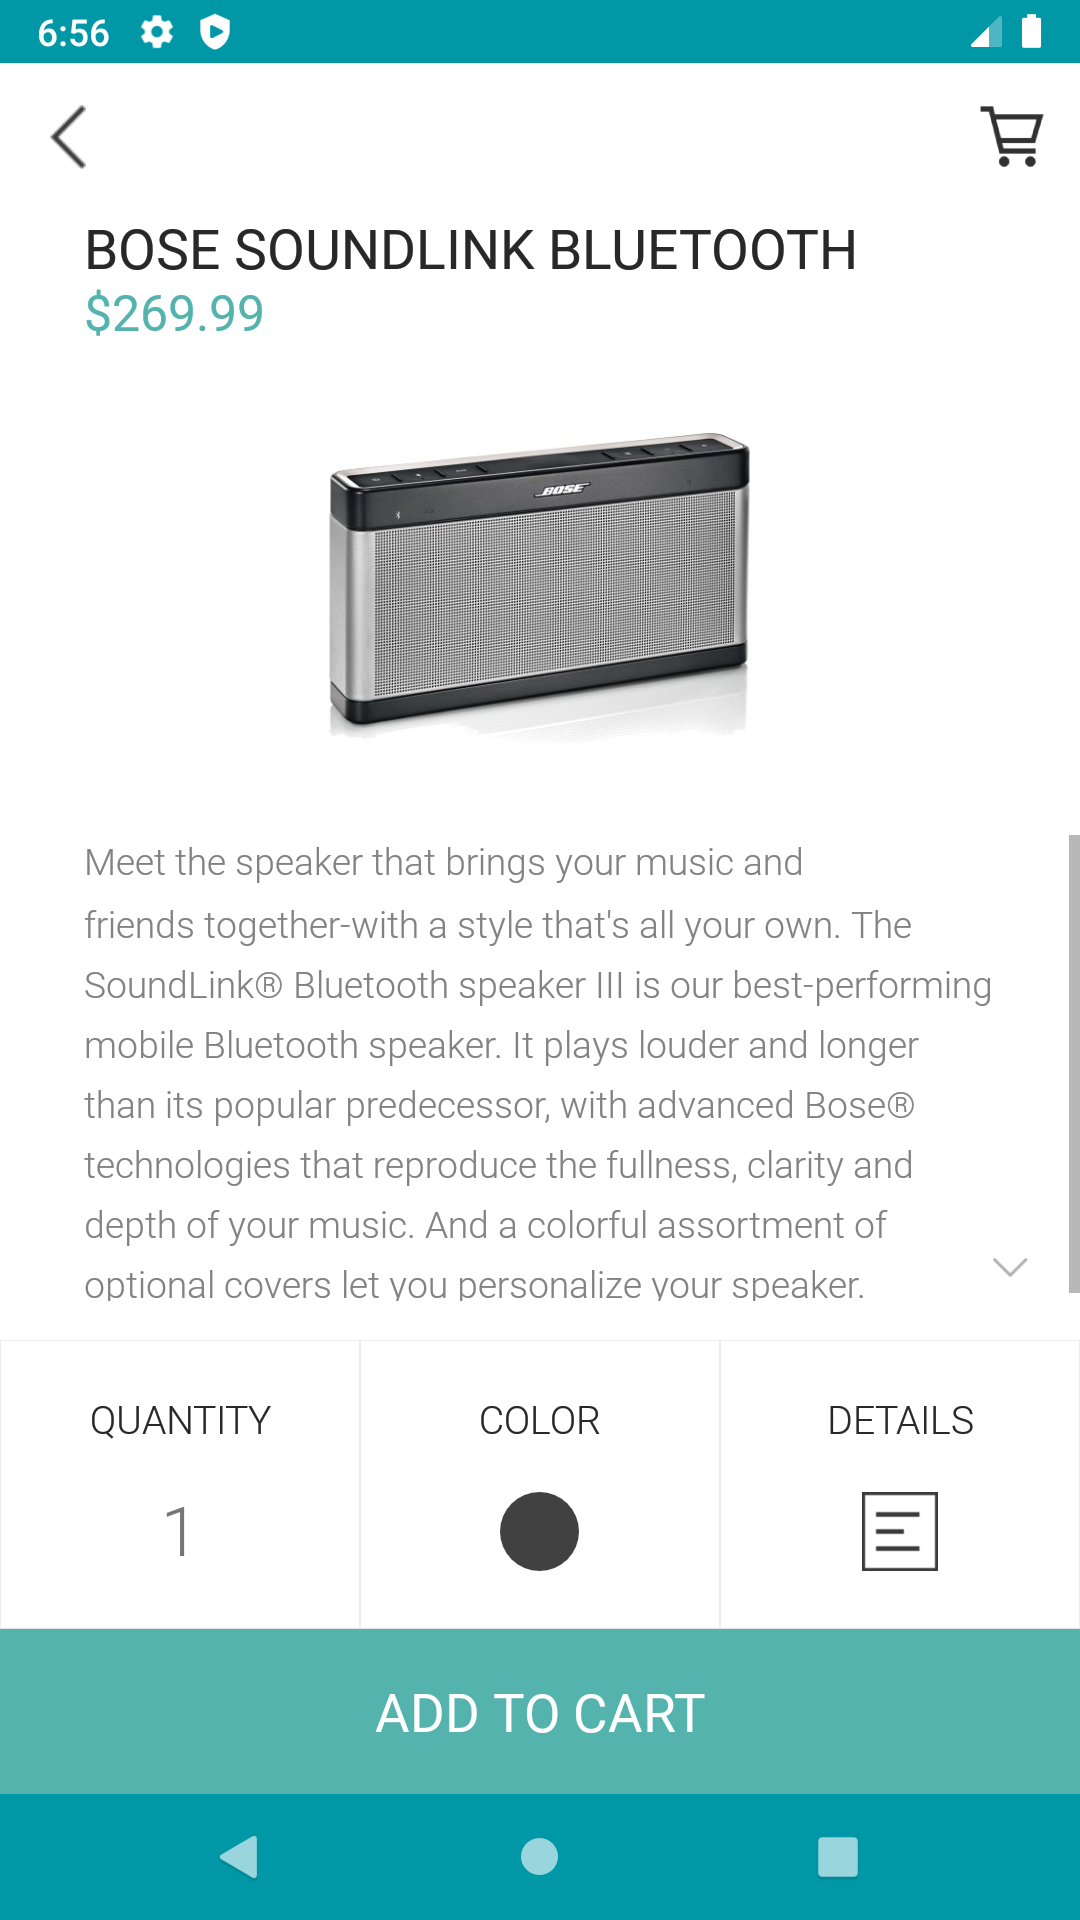 6:56
BOSE SOUNDLINK BLUETOOTH
$269.99
BOSE
Meet the speaker that brings your music and
friends together-with a style that's all your own. The
SoundLink® Bluetooth speaker III is our best-performing
mobile Bluetooth speaker. It plays louder and longer
than its popular predecessor, with advanced Bose®
technologies that reproduce the fullness, clarity and
depth of your music. And a colorful assortment of
optional covers let you personalize your speaker.
QUANTITY
COLOR
DETAILS
1
ADD TO CART